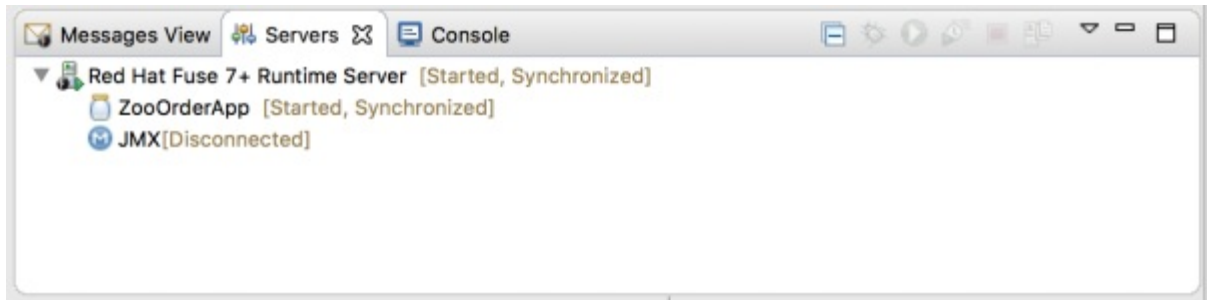 Messages View Servers Console
Red Hat Fuse 7+ Runtime Server [Started, Synchronized]
ZooOrderApp [Started, Synchronized]
JMX[Disconnected]